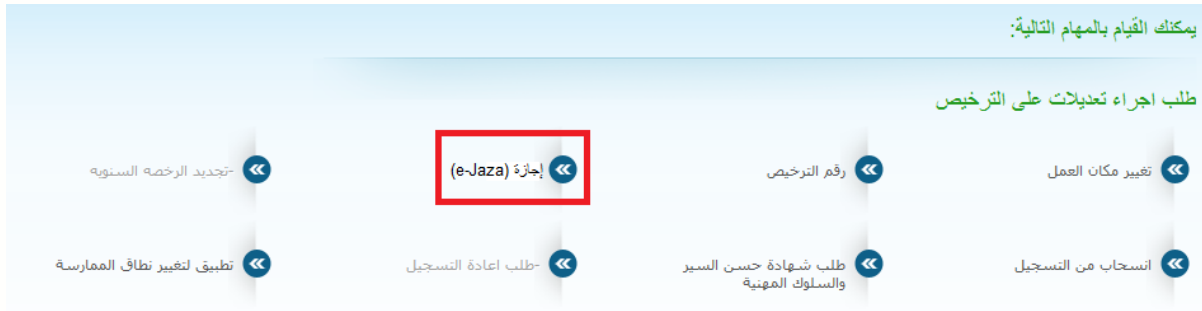 يمكنك القيام بالمهام التالية:
طلب اجراء تعديلات على الترخيص
تغيير مكان العمل
رقم الترخيص
إجازة (e-Jaza)
-تجديد الرخصه السنويه
انسحاب من التسجيل
طلب شهادة حسن السير
والسلوك المهنية
-طلب اعادة التسجيل
تطبيق لتغيير نطاق الممارسة